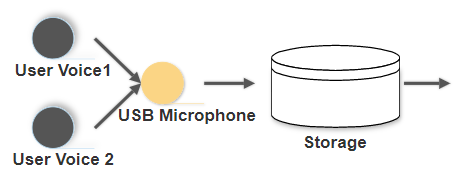 User Voice1
USB Microphone
User Voice 2
Storage